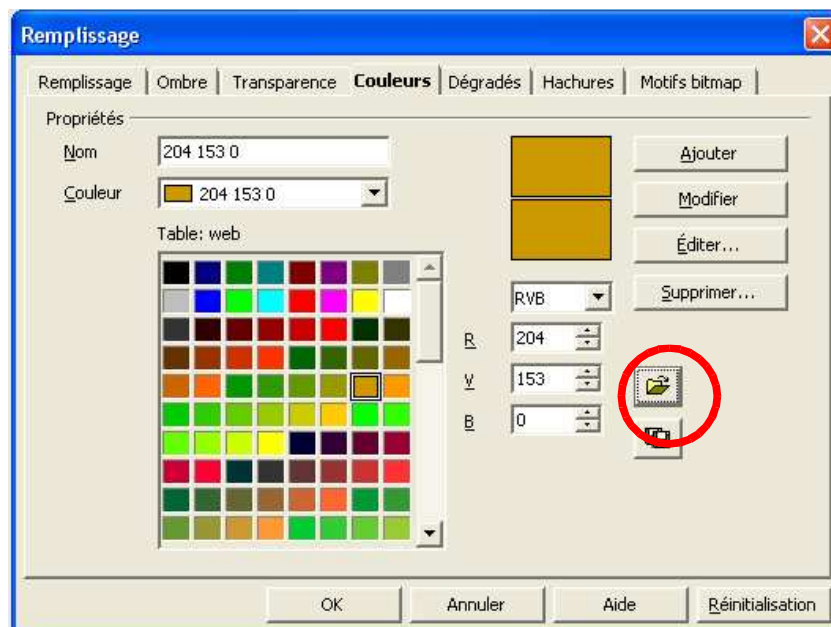 Remplissage
Remplissage Ombre Transparence Couleurs Dégradés Hachures Motifs bitmap
Propriétés
Nom 204 153 0 Ajouter
Couleur 204 153 0 Modifier
Table: web Éditer...
RVB Supprimer...
R 204
V 153
B 0
OK Annuler Aide Réinitialisation